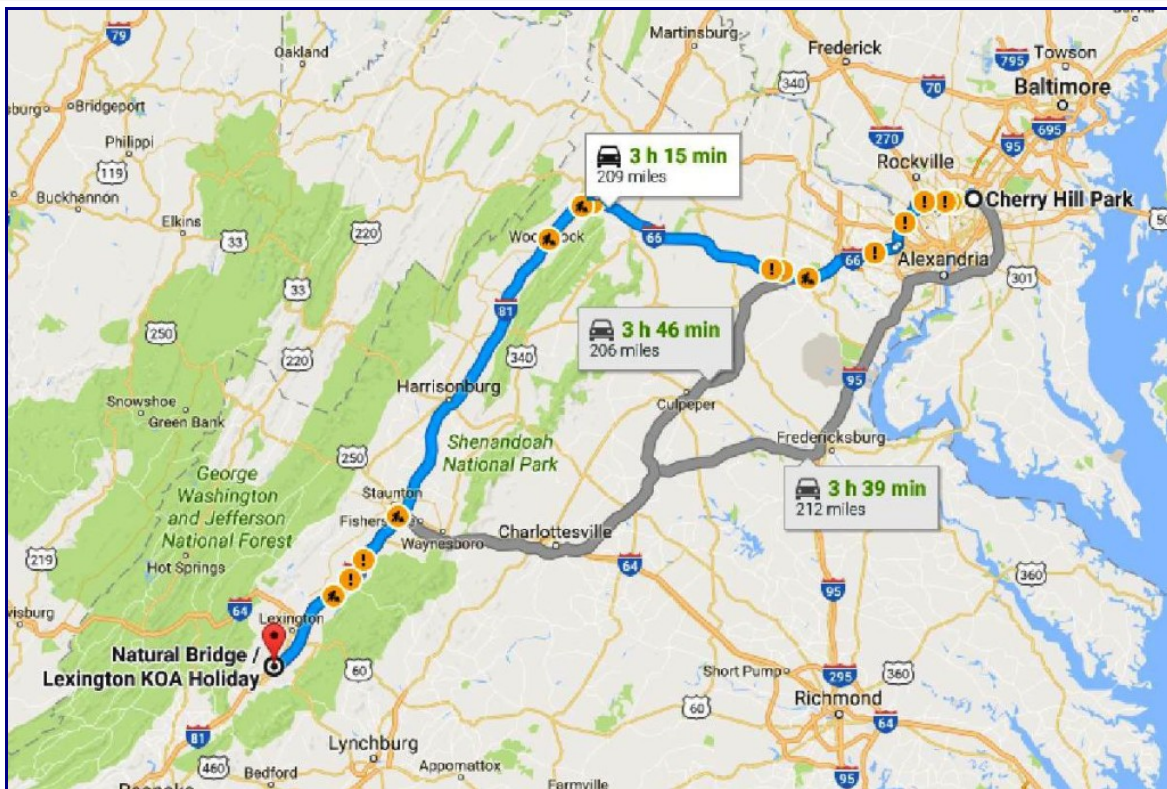 79
Oakland
Martinsburg
Frederick
795
Towson
Bridgeport
340
70
Baltimore
Philippi
119
270
695
95
Rockville
Buckhannon
3 h 15 min
209 miles
Cherry Hill Park
Elkins
33
220
66
66
Alexandria
301
33
81
3 h 46 min
206 miles
250
220
340
95
Harrisonburg
Culpeper
Snowshoe
Green Bank
Shenandoah
National Park
Fredericksburg
250
George
Washington
and Jefferson
National Forest
Staunton
3 h 39 min
212 miles
Waynesboro
Charlottesville
219
Hot Springs
64
95
360
64
Lexington
Natural Bridge /
Lexington KOA Holiday
60
Short Pump
295
360
Richmond
60
64
81
Lynchburg
460
Bedford
Appomattox
95
Farmville